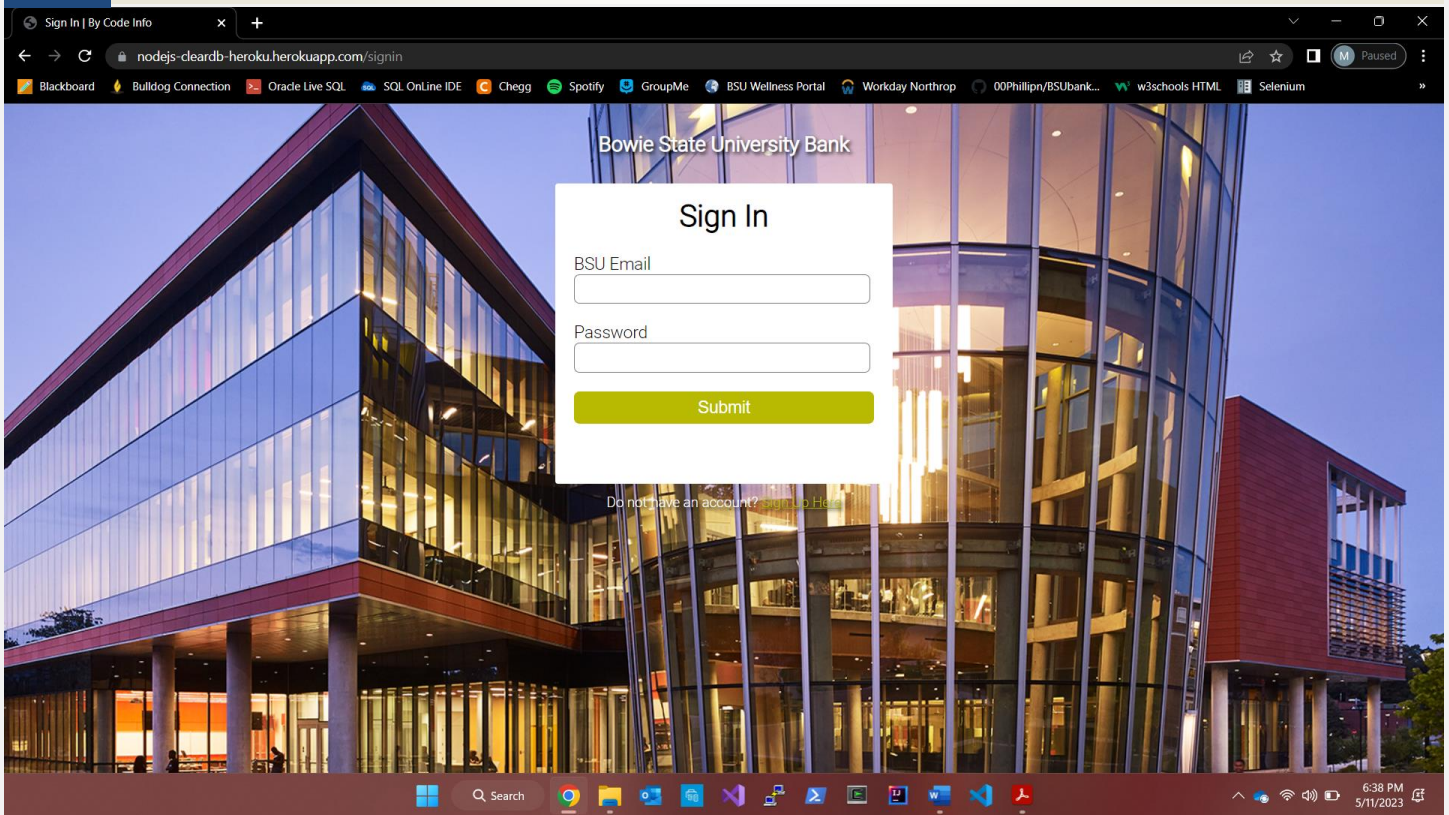 Sign In | By Code Info
nodejs-cleardb-heroku.herokuapp.com/signin
M Paused
Blackboard Bulldog Connection Oracle Live SQL SQL OnLine IDE Chegg Spotify GroupMe BSU Wellness Portal Workday Northrop 00Phillipn/BSUbank... w3schools HTML Selenium »
Bowie State University Bank
Sign In
BSU Email
Password
Submit
Do not have an account? Sign Up Here
Search
6:38 PM
5/11/2023